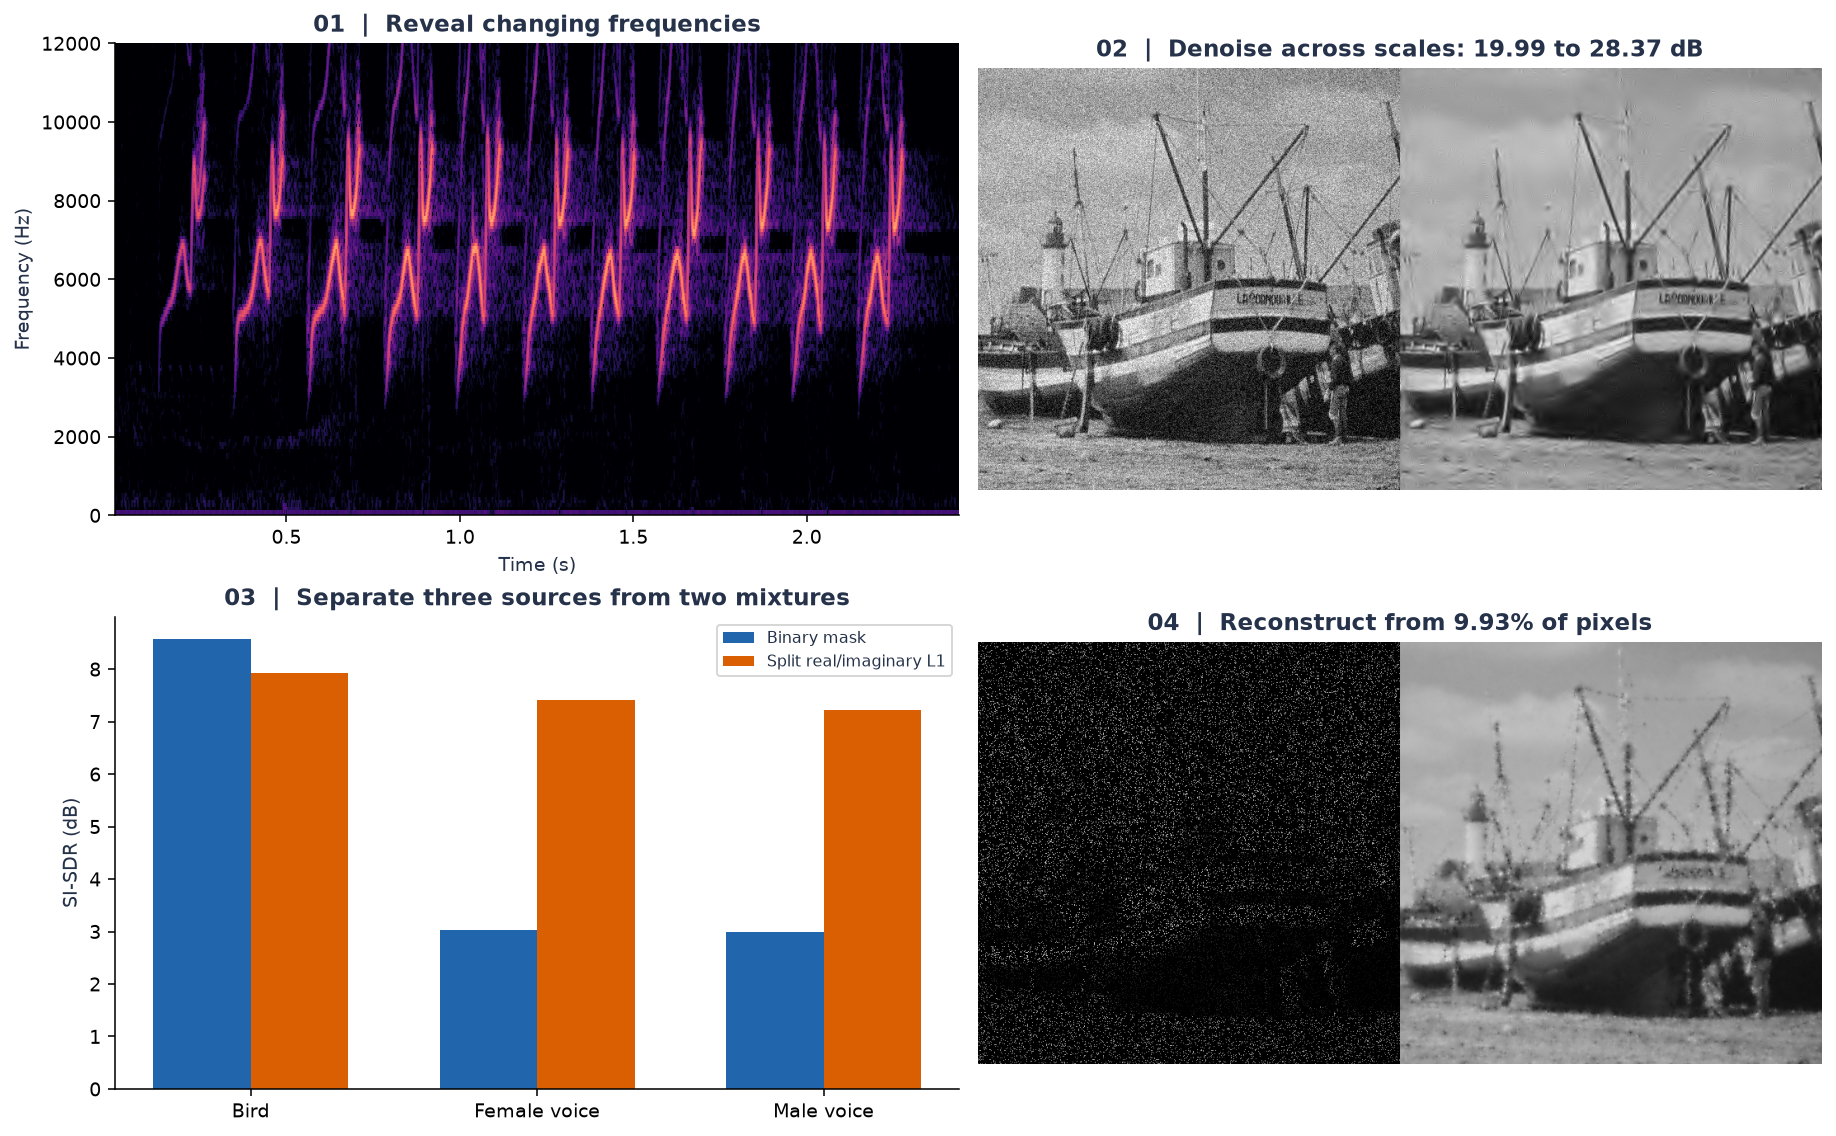 01 | Reveal changing frequencies
12000
10000
8000
6000
4000
2000
0
Frequency (Hz)
0.5 1.0 1.5 2.0
Time (s)
02 | Denoise across scales: 19.99 to 28.37 dB
03 | Separate three sources from two mixtures
Binary mask
Split real/imaginary L1
8
7
6
5
4
3
2
1
0
SI-SDR (dB)
Bird Female voice Male voice
04 | Reconstruct from 9.93% of pixels